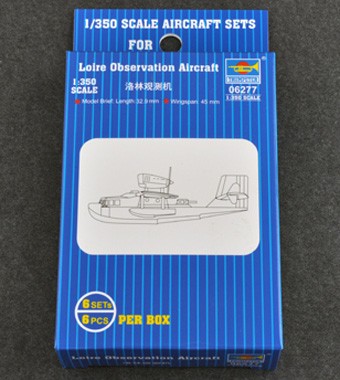 1/350 SCALE AIRCRAFT SETS
FOR
Loire Observation Aircraft
1:350
SCALE
洛林观测机
Model Brief: Length 32.9 mm
Wingspan: 45 mm
06277
1:350 SCALE
6 SETs
6 PCS
PER BOX
Loire Observation Aircraft